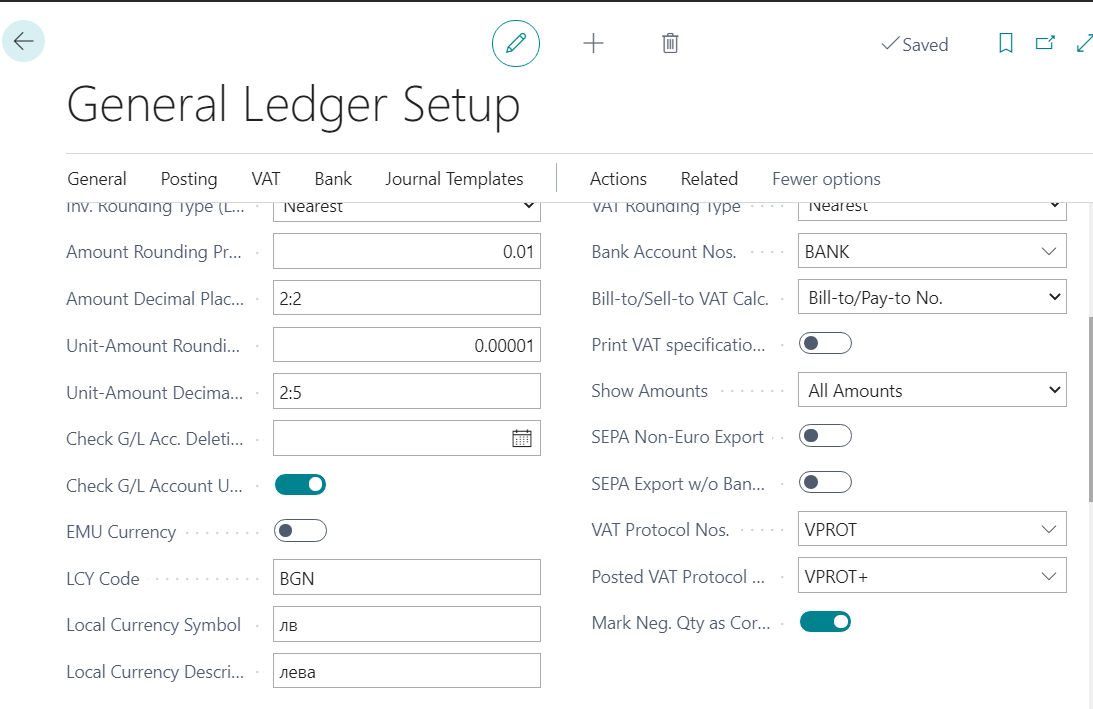 Saved
General Ledger Setup
General Posting VAT Bank Journal Templates Actions Related Fewer options
Inv. Rounding Type (L... Nearest
Amount Rounding Pr... 0.01
Amount Decimal Plac... 2:2
Unit-Amount Roundi... 0.00001
Unit-Amount Decima... 2:5
Check G/L Acc. Deleti...
Check G/L Account U...
EMU Currency
LCY Code BGN
Local Currency Symbol лв
Local Currency Descri... лева
VAT Rounding Type Nearest
Bank Account Nos. BANK
Bill-to/Sell-to VAT Calc. Bill-to/Pay-to No.
Print VAT specificatio...
Show Amounts All Amounts
SEPA Non-Euro Export
SEPA Export w/o Ban...
VAT Protocol Nos. VPROT
Posted VAT Protocol ... VPROT+
Mark Neg. Qty as Cor...